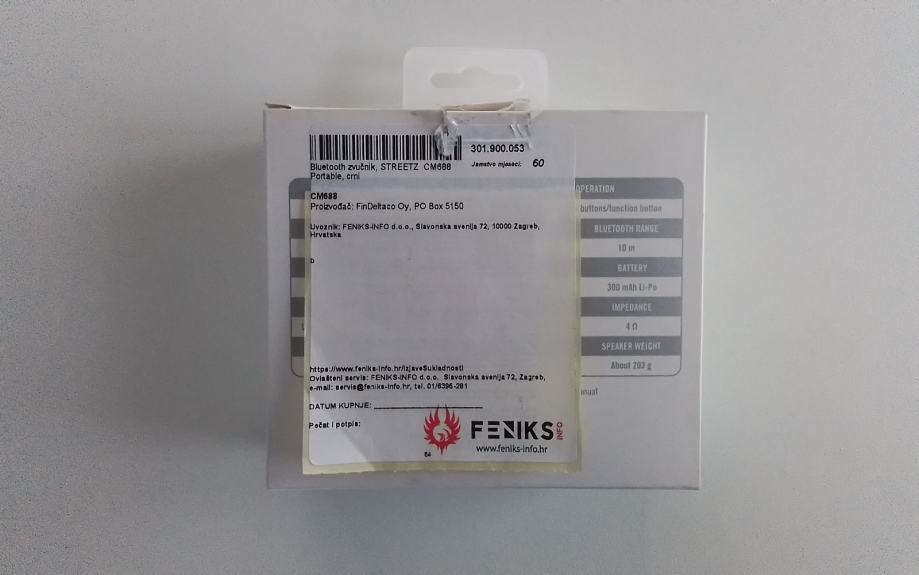 301.900.053
Jamstvo mjeseci: 60
Bluetooth zvučnik, STREETZ CM688
Portable, crni
CM688
Proizvođač: FinDeltaco Oy, PO Box 5150
Uvoznik: FENIKS-INFO d.o.o., Slavonska avenija 72, 10000 Zagreb,
Hrvatska
D
https://www.feniks-info.hr/IzjaveSukladnosti
Ovlašteni servis: FENIKS-INFO d.o.o. Slavonska avenija 72, Zagreb,
e-mail: servis@feniks-info.hr, tel. 01/6396-281
DATUM KUPNJE:
Pečat i potpis:
FENIKS INFO
www.feniks-info.hr
64
OPERATION
buttons/function button
BLUETOOTH RANGE
10 m
BATTERY
300 mAh Li-Po
IMPEDANCE
4 Ω
SPEAKER WEIGHT
About 203 g